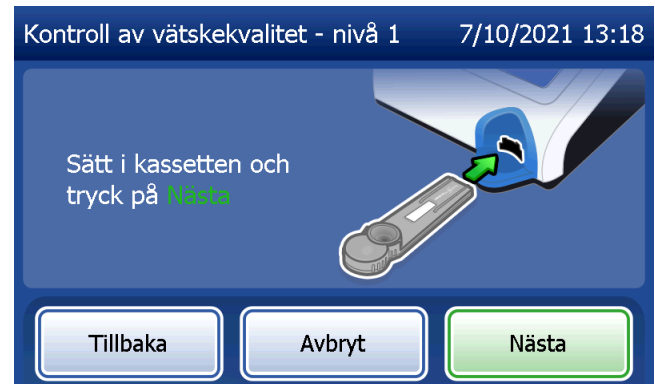 Kontroll av vätskekvalitet - nivå 1 7/10/2021 13:18
Sätt i kassetten och
tryck på Nästa
Tillbaka Avbryt Nästa